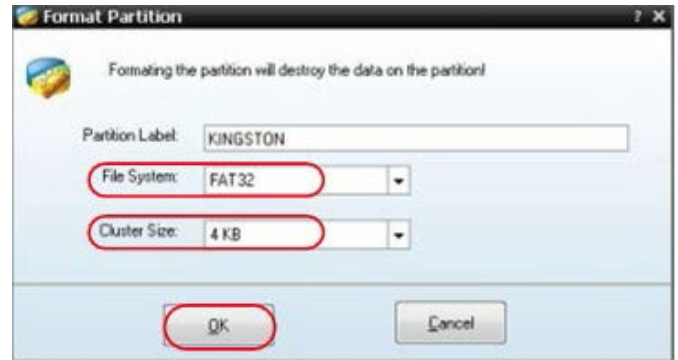 Format Partition ? ×
Formating the partition will destroy the data on the partition!
Partition Label: KINGSTON
File System: FAT32
Cluster Size: 4 KB
OK Cancel